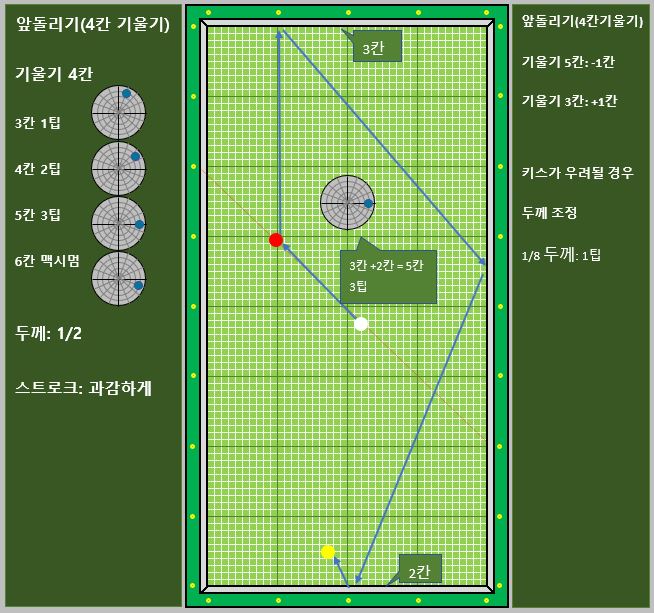 앞돌리기(4칸 기울기)
기울기 4칸
3칸 1팁
4칸 2팁
5칸 3팁
6칸 맥시멈
두께: 1/2
스트로크: 과감하게
3칸
3칸 +2칸 = 5칸
3팁
2칸
앞돌리기(4칸기울기)
기울기 5칸: -1칸
기울기 3칸: +1칸
키스가 우려될 경우
두께 조정
1/8 두께: 1팁